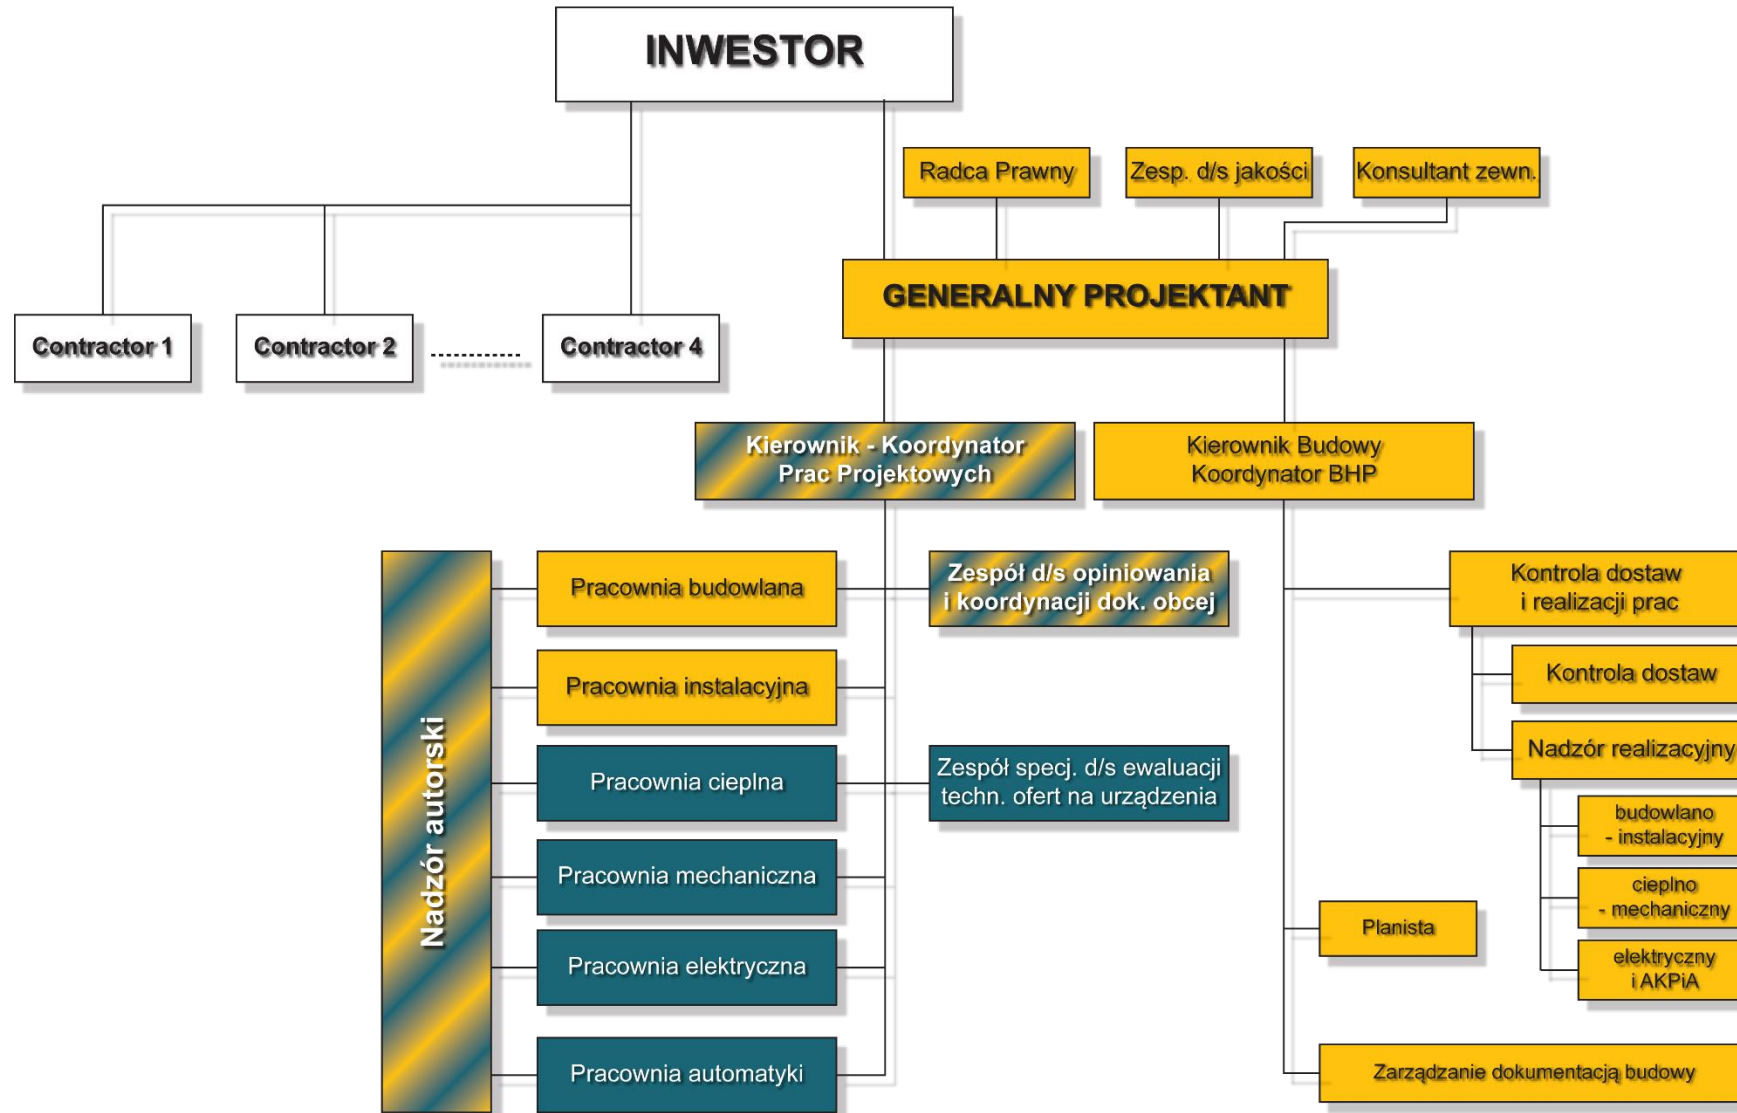 INWESTOR
Radca Prawny
Zesp. d/s jakości
Konsultant zewn.
GENERALNY PROJEKTANT
Contractor 1
Contractor 2
Contractor 4
Kierownik - Koordynator
Prac Projektowych
Kierownik Budowy
Koordynator BHP
Nadzór autorski
Pracownia budowlana
Pracownia instalacyjna
Pracownia cieplna
Pracownia mechaniczna
Pracownia elektryczna
Pracownia automatyki
Zespół d/s opiniowania
i koordynacji dok. obcej
Zespół specj. d/s ewaluacji
techn. ofert na urządzenia
Kontrola dostaw
i realizacji prac
Kontrola dostaw
Nadzór realizacyjny
budowlano
- instalacyjny
cieplno
- mechaniczny
elektryczny
i AKPiA
Planista
Zarządzanie dokumentacją budowy